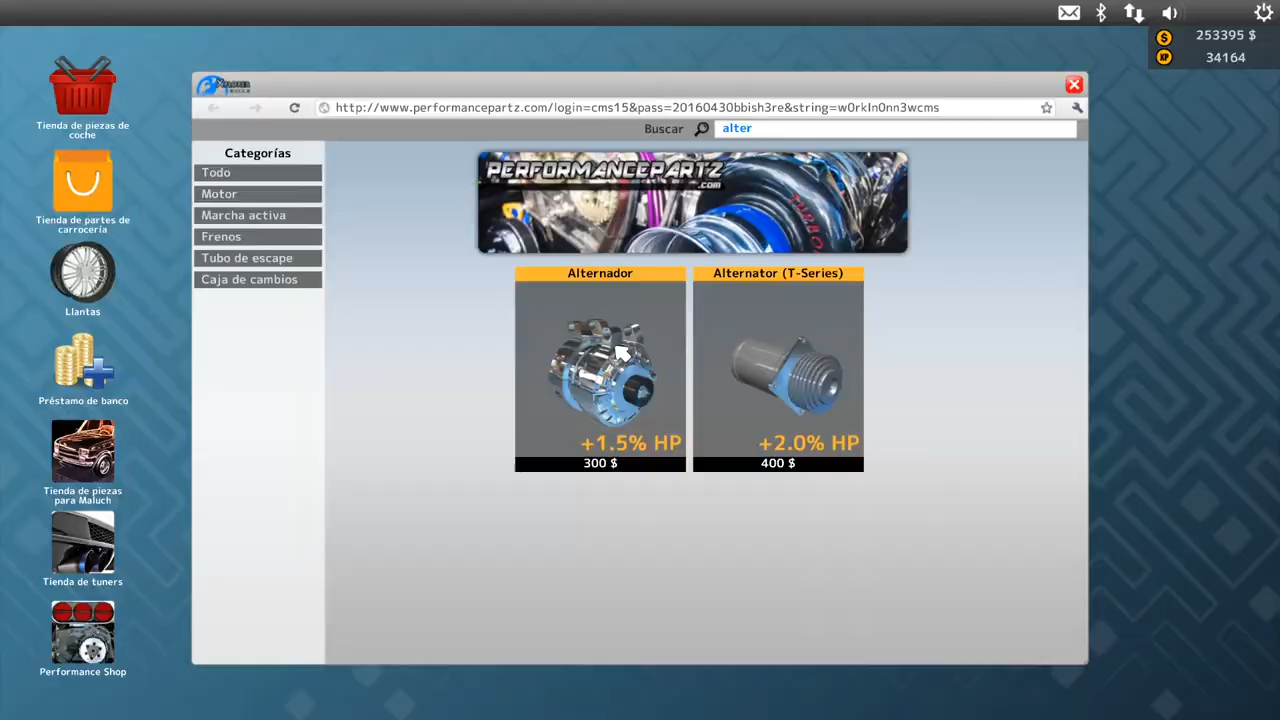 253395 $
34164
Tienda de piezas de
coche
Tienda de partes de
carrocería
Llantas
Préstamo de banco
Tienda de piezas
para Maluch
Tienda de tuners
Performance Shop
http://www.performancepartz.com/login=cms15&pass=20160430bbish3re&string=w0rkIn0nn3wcms
Buscar alter
Categorías
Todo
Motor
Marcha activa
Frenos
Tubo de escape
Caja de cambios
PERFORMANCEPARTZ
.COM
TURBO
Alternador
+1.5% HP
300 $
Alternator (T-Series)
+2.0% HP
400 $